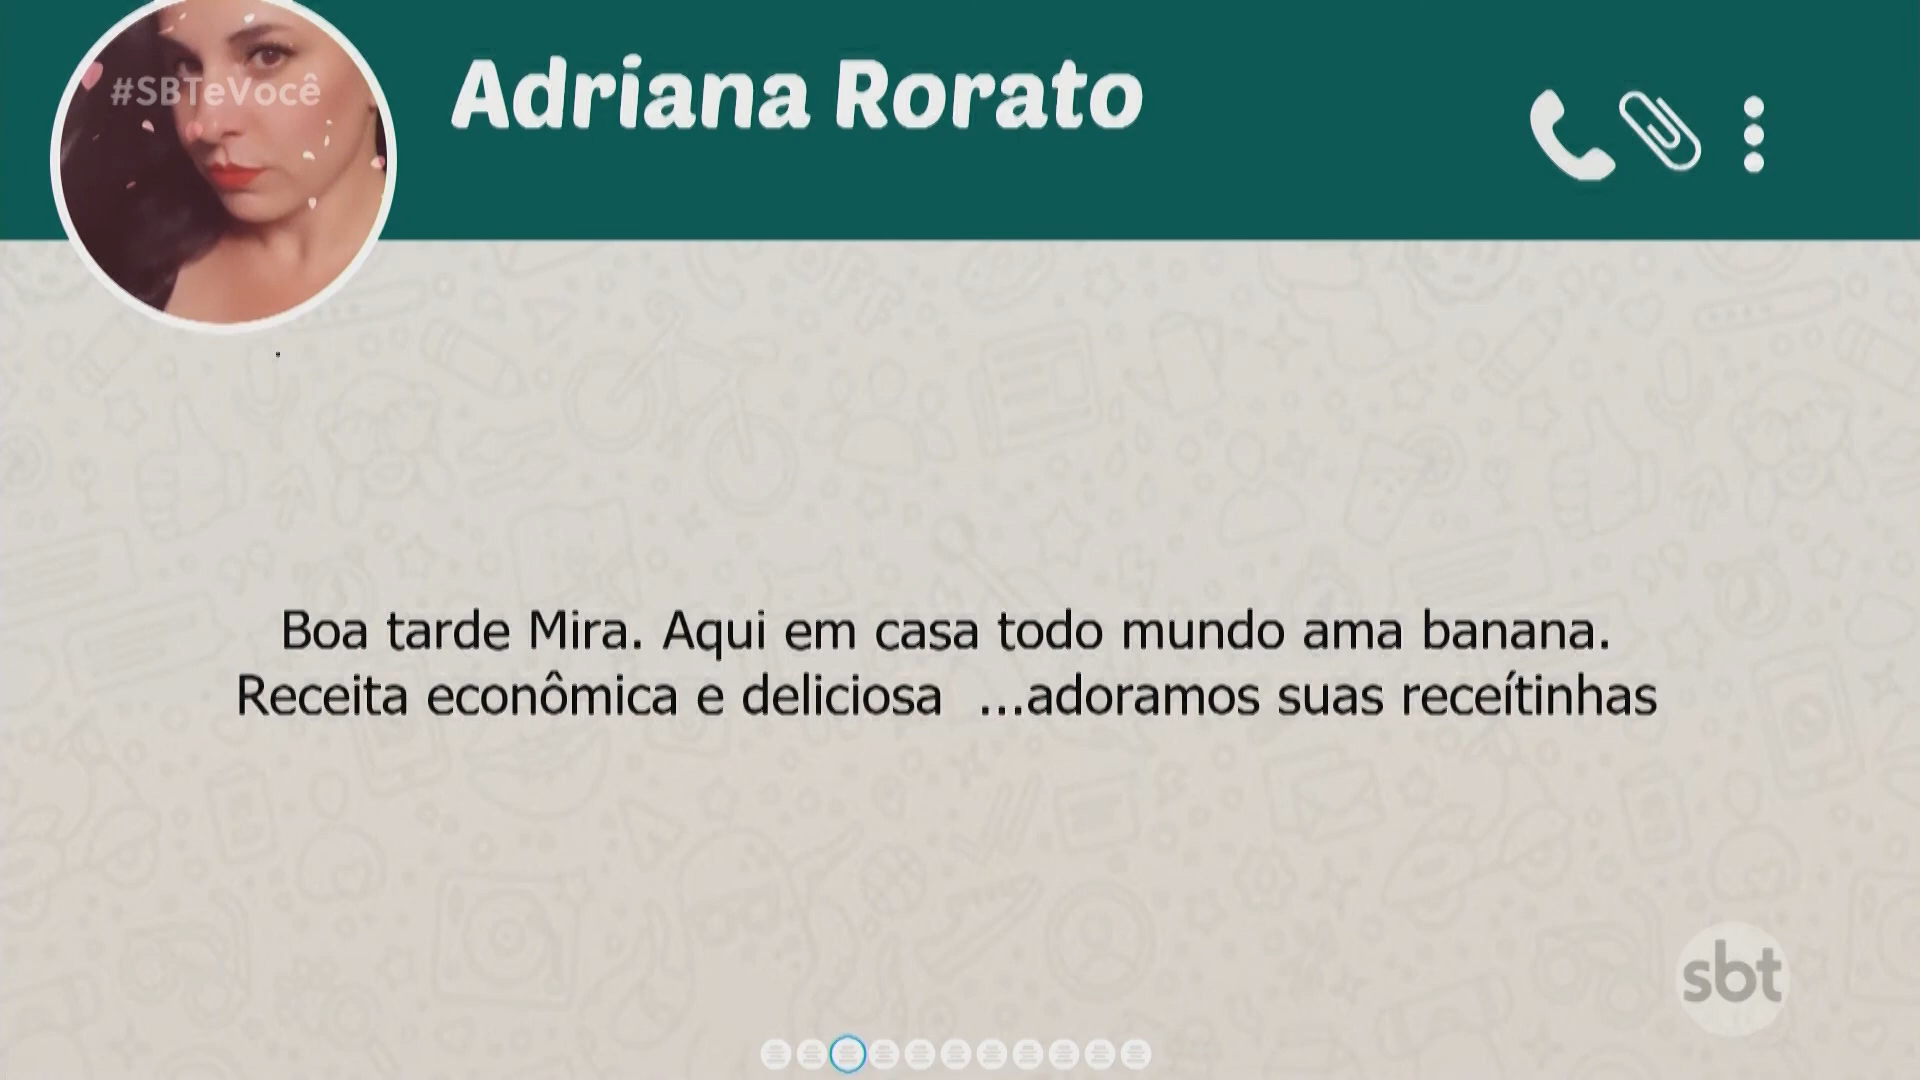 #SBTeVocê
Adriana Rorato
Boa tarde Mira. Aqui em casa todo mundo ama banana.
Receita econômica e deliciosa  ...adoramos suas receítinhas
sbt